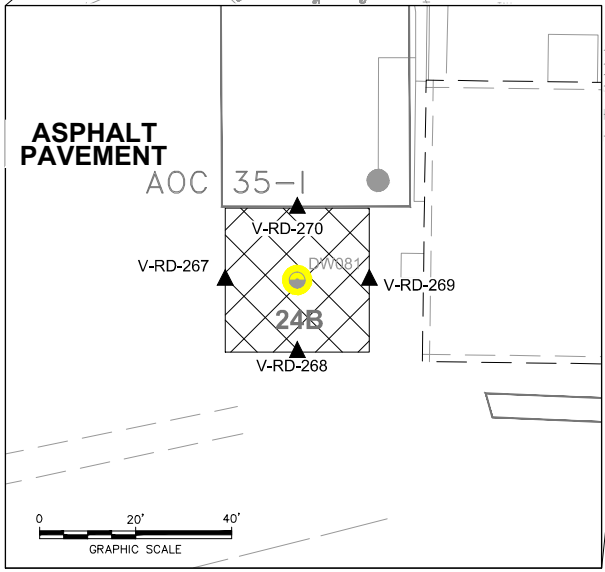 ASPHALT
PAVEMENT
AOC 35-I
V-RD-270
V-RD-267
DW081
V-RD-269
24B
V-RD-268
0 20' 40'
GRAPHIC SCALE